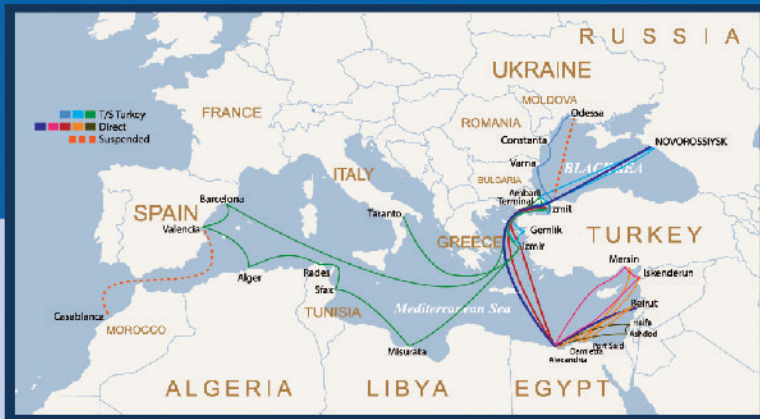 RUSSIA
UKRAINE
MOLDOVA
Odessa
FRANCE
T/S Turkey
Direct
Suspended
ROMANIA
Constanta
NOVOROSSIYSK
Varna
BLACK SEA
ITALY
BULGARIA
Ambarli
Terminal
Izmit
Barcelona
SPAIN
Valencia
Taranto
Gemlik
GREECE
Izmir
TURKEY
Mersin
Iskenderun
Alger
Rades
Sfax
TUNISIA
Mediterranean Sea
Beirut
Haifa
Ashdod
Port Said
Damietta
Alexandria
Casablanca
MOROCCO
Misurata
ALGERIA
LIBYA
EGYPT